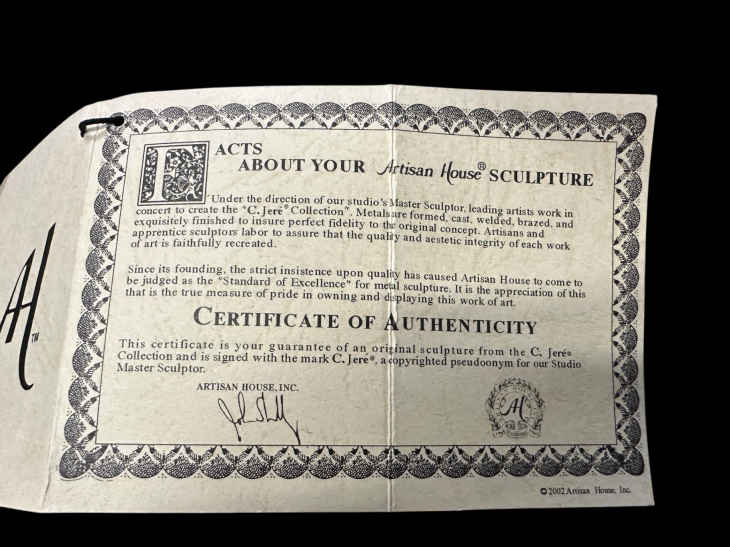 FACTS
ABOUT YOUR Artisan House® SCULPTURE
Under the direction of our studio's Master Sculptor, leading artists work in
concert to create the "C. Jeré® Collection". Metals are formed, cast, welded, brazed, and
exquisitely finished to insure perfect fidelity to the original concept. Artisans and
apprentice sculptors labor to assure that the quality and aestetic integrity of each work
of art is faithfully recreated.
Since its founding, the strict insistence upon quality has caused Artisan House to come to
be judged as the "Standard of Excellence" for metal sculpture. It is the appreciation of this
that is the true measure of pride in owning and displaying this work of art.
CERTIFICATE OF AUTHENTICITY
This certificate is your guarantee of an original sculpture from the C. Jeré®
Collection and is signed with the mark C. Jeré®, a copyrighted pseudoonym for our Studio
Master Sculptor.
ARTISAN HOUSE, INC.
AH
AH TM
©2002 Artisan House, Inc.